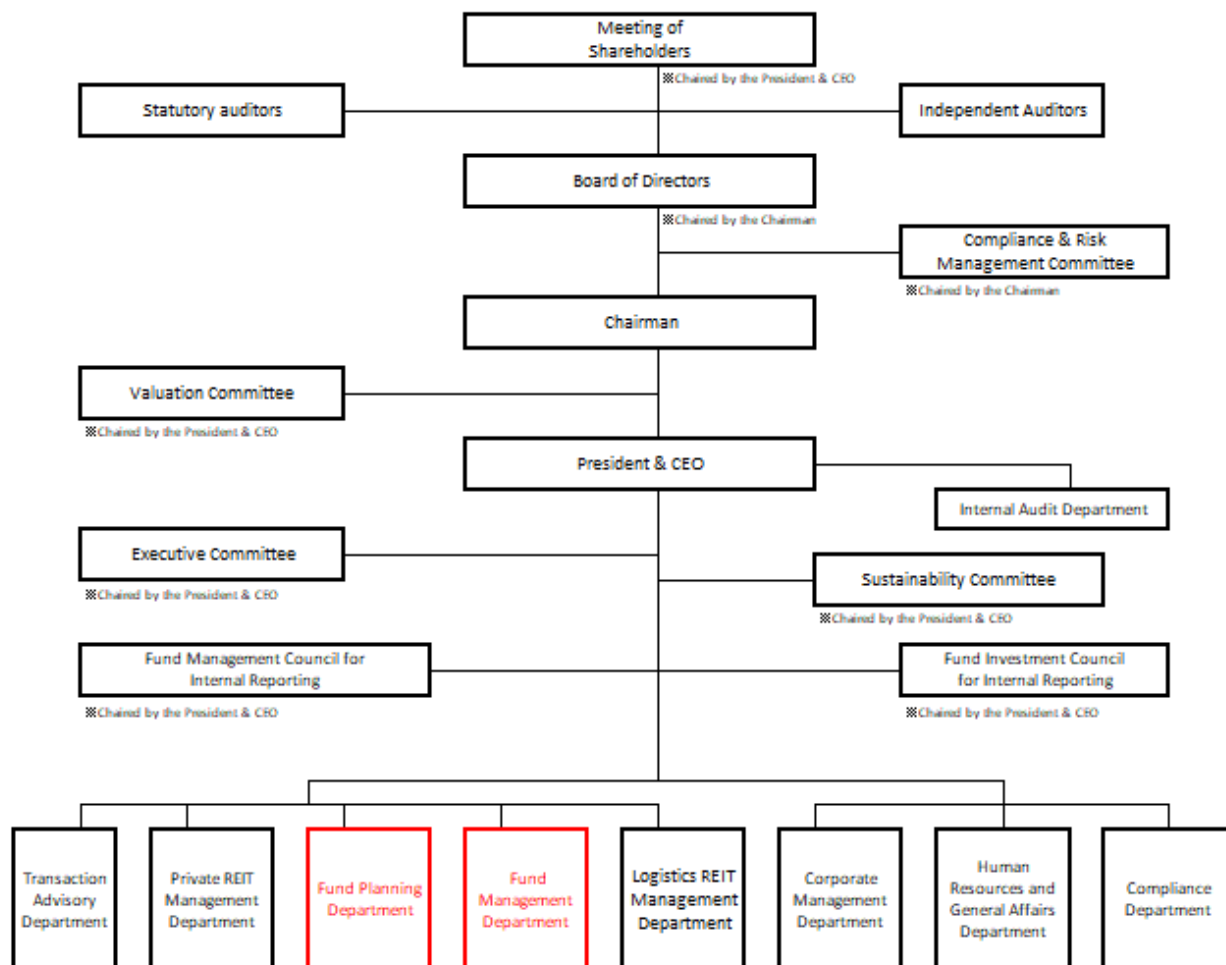 Meeting of
Shareholders
※Chaired by the President & CEO
Statutory auditors
Independent Auditors
Board of Directors
※Chaired by the Chairman
Compliance & Risk
Management Committee
※Chaired by the Chairman
Chairman
Valuation Committee
※Chaired by the President & CEO
President & CEO
Internal Audit Department
Executive Committee
※Chaired by the President & CEO
Sustainability Committee
※Chaired by the President & CEO
Fund Management Council for
Internal Reporting
※Chaired by the President & CEO
Fund Investment Council
for Internal Reporting
※Chaired by the President & CEO
Transaction
Advisory
Department
Private REIT
Management
Department
Fund Planning
Department
Fund
Management
Department
Logistics REIT
Management
Department
Corporate
Management
Department
Human
Resources and
General Affairs
Department
Compliance
Department